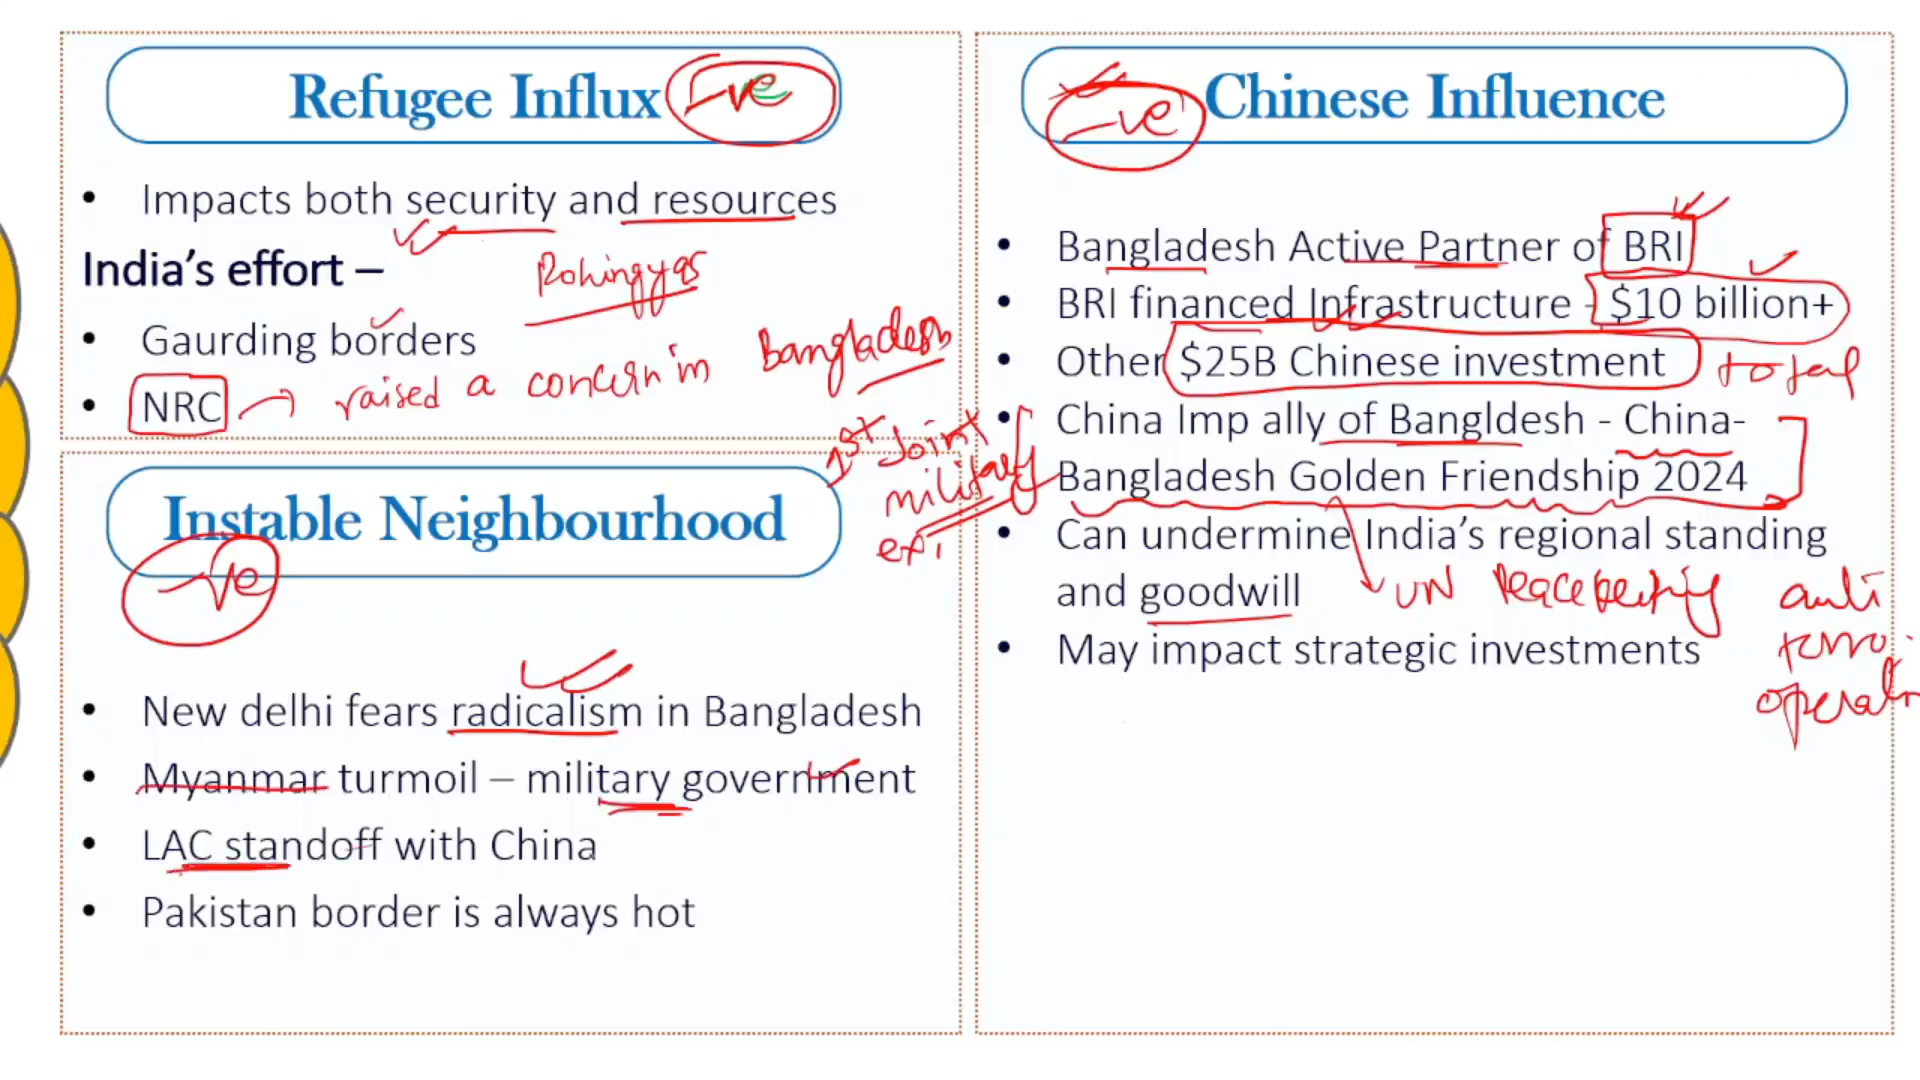 Refugee Influx -ve
• Impacts both security and resources
India's effort –
Rohingyas
• Gaurding borders
• NRC → raised a concern in Bangladesh
Instable Neighbourhood
-ve
• New delhi fears radicalism in Bangladesh
• Myanmar turmoil – military government
• LAC standoff with China
• Pakistan border is always hot
-ve Chinese Influence
• Bangladesh Active Partner of BRI
• BRI financed Infrastructure - $10 billion+
• Other $25B Chinese investment total
• China Imp ally of Bangldesh - China-
Bangladesh Golden Friendship 2024
1st Joint
military
exp.
• Can undermine India's regional standing
and goodwill
UN Peacekeeping
anti
terro
operati
• May impact strategic investments